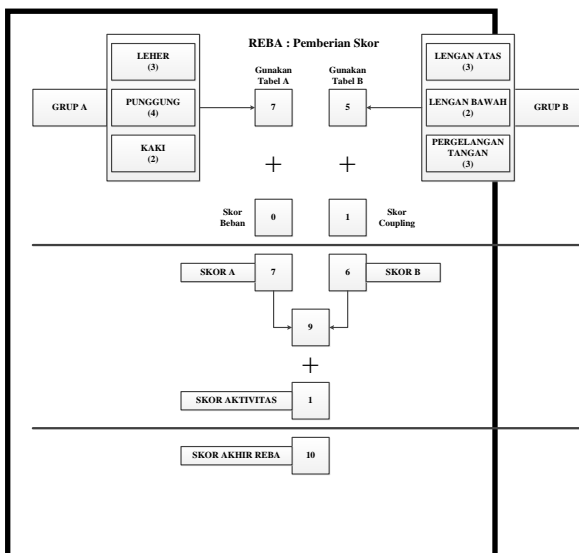 REBA : Pemberian Skor
LEHER
(3)
Gunakan
Tabel A
Gunakan
Tabel B
LENGAN ATAS
(3)
GRUP A
PUNGGUNG
(4)
7
5
LENGAN BAWAH
(2)
GRUP B
KAKI
(2)
+
+
PERGELANGAN
TANGAN
(3)
Skor
Beban
0
1
Skor
Coupling
SKOR A
7
6
SKOR B
9
+
SKOR AKTIVITAS
1
SKOR AKHIR REBA
10